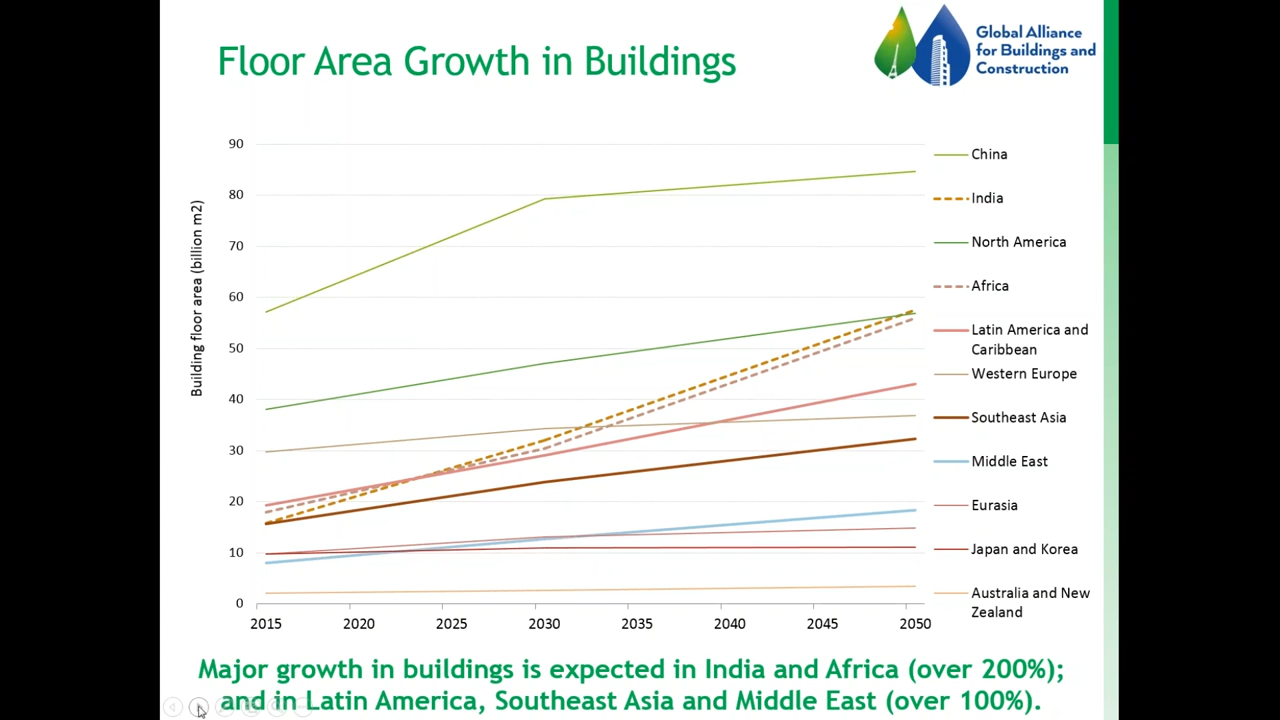 Floor Area Growth in Buildings
Global Alliance
for Buildings and
Construction
Building floor area (billion m2)
90
80
70
60
50
40
30
20
10
0
2015 2020 2025 2030 2035 2040 2045 2050
China
India
North America
Africa
Latin America and
Caribbean
Western Europe
Southeast Asia
Middle East
Eurasia
Japan and Korea
Australia and New
Zealand
Major growth in buildings is expected in India and Africa (over 200%);
and in Latin America, Southeast Asia and Middle East (over 100%).